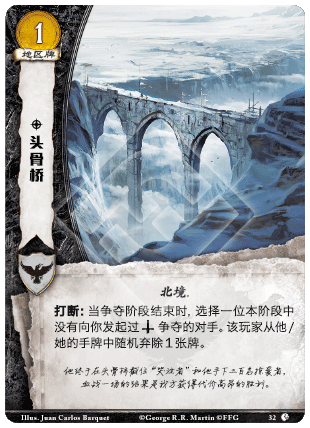 1
地区牌
头骨桥
北境.
打断：当争夺阶段结束时，选择一位本阶段中
没有向你发起过 争夺的对手。该玩家从他/
她的手牌中随机弃除1张牌。
他终于在头骨桥截住“哭泣者”和他手下三百名掠袭者，
血战一场的结果是我方获得代价高昂的胜利。
Illus. Juan Carlos Barquet ©George R.R. Martin ©FFG 32